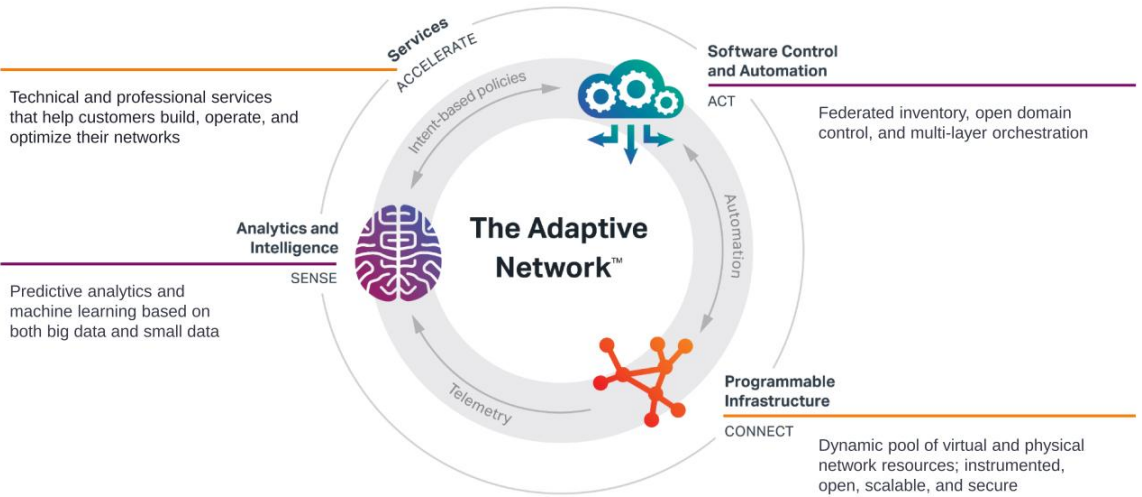 Services
ACCELERATE
Technical and professional services
that help customers build, operate, and
optimize their networks
Intent-based policies
Software Control
and Automation
ACT
Federated inventory, open domain
control, and multi-layer orchestration
Analytics and
Intelligence
SENSE
Predictive analytics and
machine learning based on
both big data and small data
The Adaptive
Network™
Automation
Telemetry
Programmable
Infrastructure
CONNECT
Dynamic pool of virtual and physical
network resources; instrumented,
open, scalable, and secure